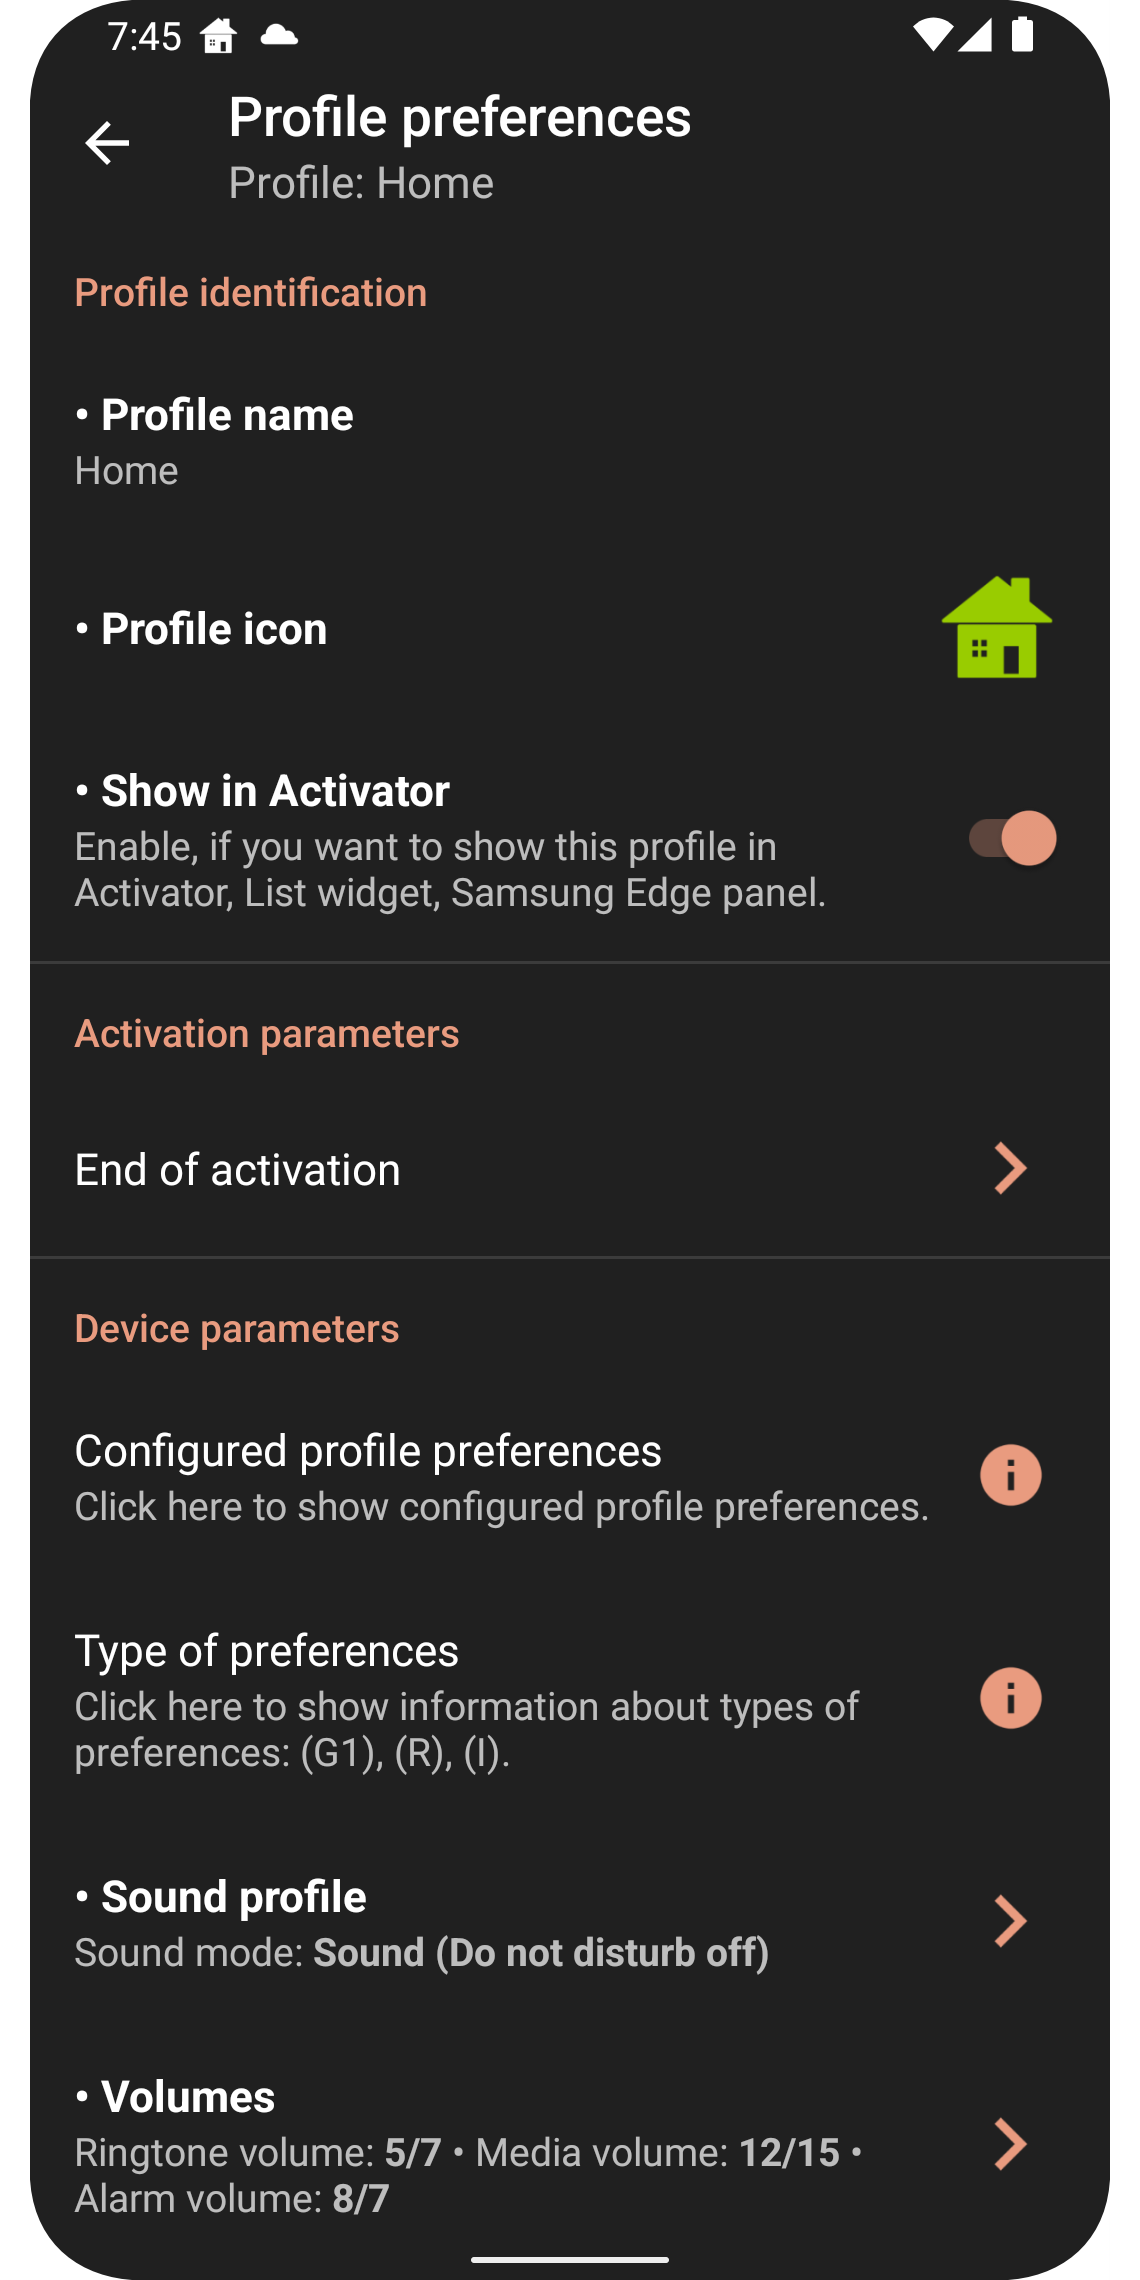 7:45
Profile preferences
Profile: Home
Profile identification
• Profile name
Home
• Profile icon
• Show in Activator
Enable, if you want to show this profile in
Activator, List widget, Samsung Edge panel.
Activation parameters
End of activation
Device parameters
Configured profile preferences
Click here to show configured profile preferences.
Type of preferences
Click here to show information about types of
preferences: (G1), (R), (I).
• Sound profile
Sound mode: Sound (Do not disturb off)
• Volumes
Ringtone volume: 5/7 • Media volume: 12/15 •
Alarm volume: 8/7